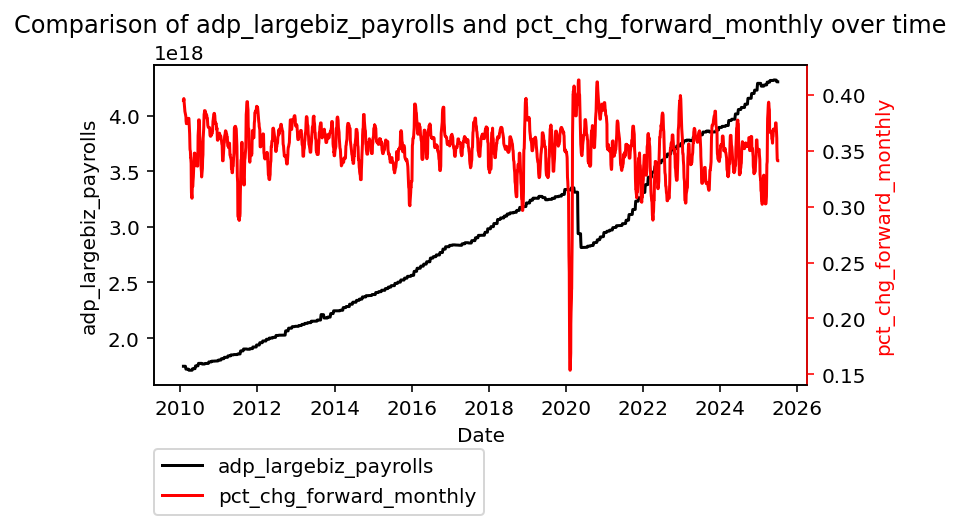 Comparison of adp_largebiz_payrolls and pct_chg_forward_monthly over time
1e18
adp_largebiz_payrolls
4.0
3.5
3.0
2.5
2.0
0.40
0.35
0.30
0.25
0.20
0.15
pct_chg_forward_monthly
2010 2012 2014 2016 2018 2020 2022 2024 2026
Date
adp_largebiz_payrolls
pct_chg_forward_monthly